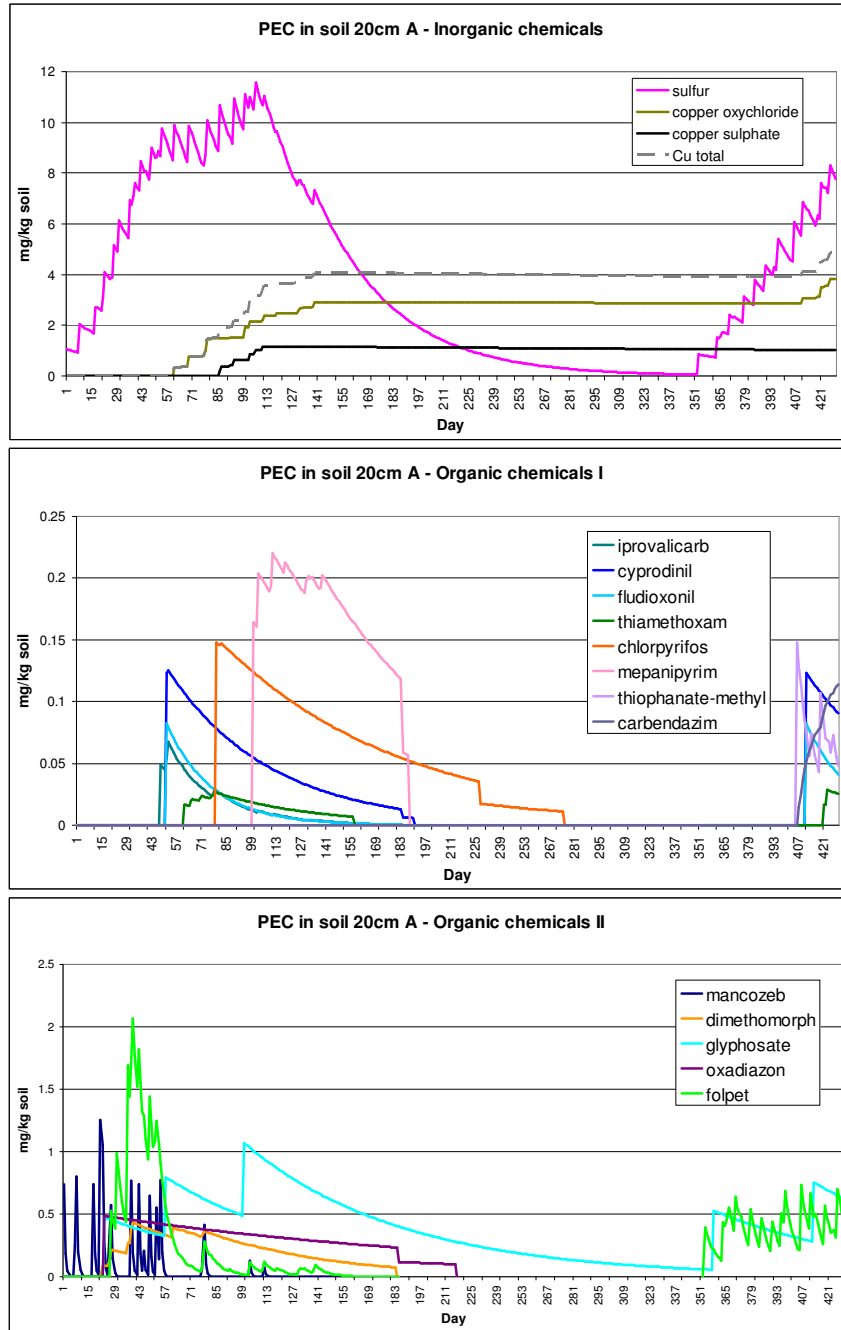 PEC in soil 20cm A - Inorganic chemicals
12
10
8
6
4
2
0
mg/kg soil
sulfur
copper oxychloride
copper sulphate
Cu total
1 15 29 43 57 71 85 99 113 127 141 155 169 183 197 211 225 239 253 267 281 295 309 323 337 351 365 379 393 407 421
Day
PEC in soil 20cm A - Organic chemicals I
0.25
0.2
0.15
0.1
0.05
0
mg/kg soil
iprovalicarb
cyprodinil
fludioxonil
thiamethoxam
chlorpyrifos
mepanipyrim
thiophanate-methyl
carbendazim
1 15 29 43 57 71 85 99 113 127 141 155 169 183 197 211 225 239 253 267 281 295 309 323 337 351 365 379 393 407 421
Day
PEC in soil 20cm A - Organic chemicals II
2.5
2
1.5
1
0.5
0
mg/kg soil
mancozeb
dimethomorph
glyphosate
oxadiazon
folpet
1 15 29 43 57 71 85 99 113 127 141 155 169 183 197 211 225 239 253 267 281 295 309 323 337 351 365 379 393 407 421
Day